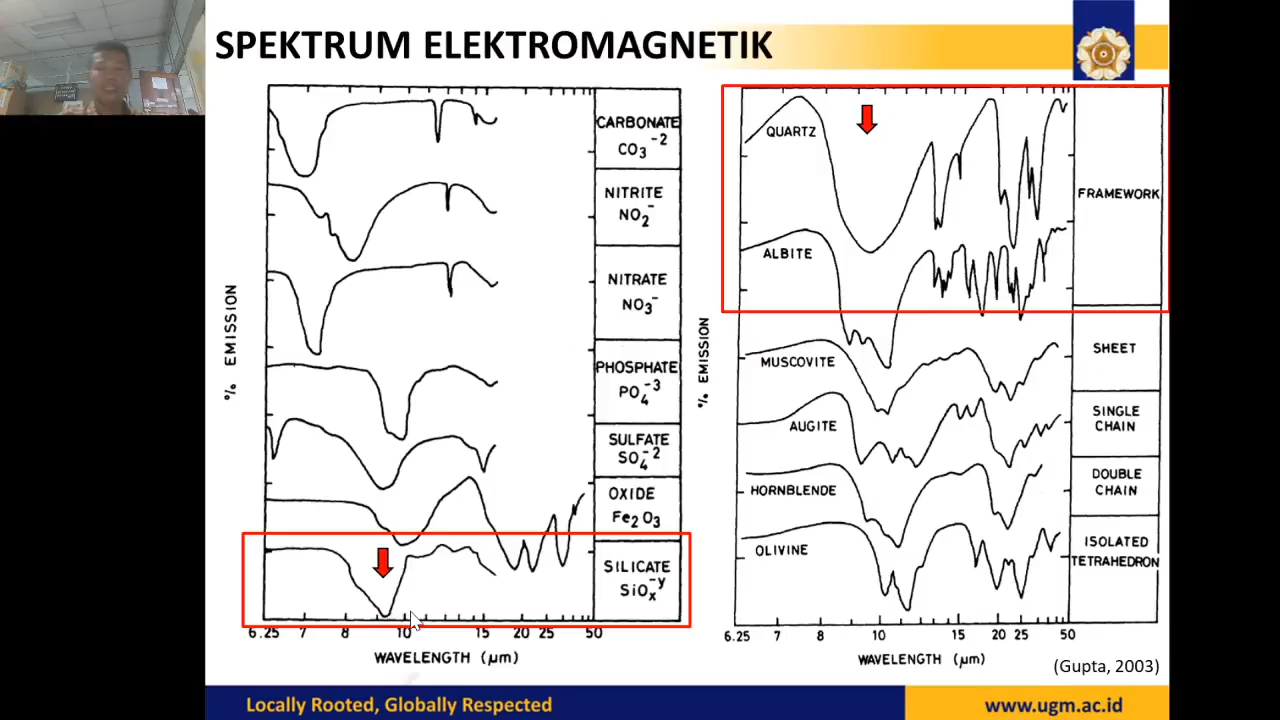 SPEKTRUM ELEKTROMAGNETIK
CARBONATE
CO₃⁻²
NITRITE
NO₂⁻
NITRATE
NO₃⁻
PHOSPHATE
PO₄⁻³
SULFATE
SO₄⁻²
OXIDE
Fe₂O₃
SILICATE
SiOₓ⁻ʸ
% EMISSION
6.25 7 8 10 15 20 25 50
WAVELENGTH (μm)
QUARTZ
FRAMEWORK
ALBITE
MUSCOVITE
SHEET
AUGITE
SINGLE
CHAIN
HORNBLENDE
DOUBLE
CHAIN
OLIVINE
ISOLATED
TETRAHEDRON
% EMISSION
6.25 7 8 10 15 20 25 50
WAVELENGTH (μm)
(Gupta, 2003)
Locally Rooted, Globally Respected
www.ugm.ac.id